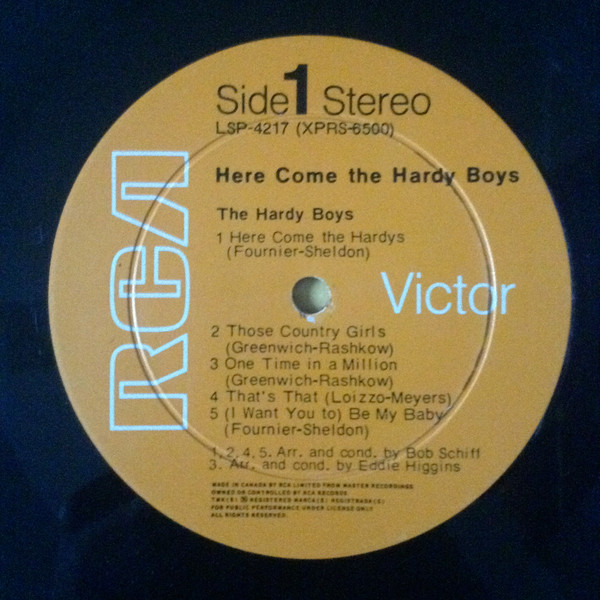 Side 1 Stereo
LSP-4217 (XPRS-6500)
Here Come the Hardy Boys
The Hardy Boys
1 Here Come the Hardys
(Fournier-Sheldon)
RCA
Victor
2 Those Country Girls
(Greenwich-Rashkow)
3 One Time in a Million
(Greenwich-Rashkow)
4 That's That (Loizzo-Meyers)
5 (I Want You to) Be My Baby
(Fournier-Sheldon)
1, 2, 4, 5. Arr. and cond. by Bob Schiff
3. Arr. and cond. by Eddie Higgins
MADE IN CANADA BY RCA LIMITED FROM MASTER RECORDINGS
OWNED OR CONTROLLED BY RCA RECORDS
TMK(S) ® REGISTERED MARCA(S) REGISTRADA(S)
FOR PUBLIC PERFORMANCE UNDER LICENSE ONLY
ALL RIGHTS RESERVED.